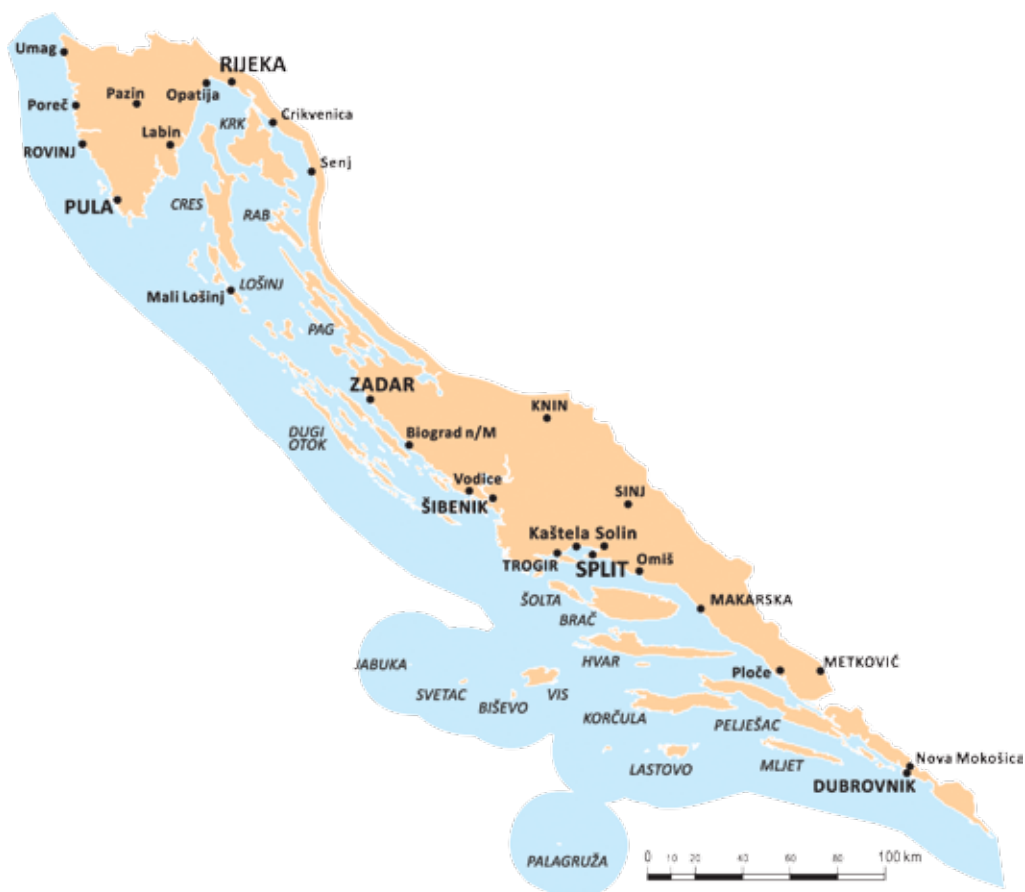 Umag
RIJEKA
Pazin
Opatija
Poreč
KRK
Crikvenica
Labin
ROVINJ
Senj
PULA
CRES
RAB
LOŠINJ
Mali Lošinj
PAG
ZADAR
KNIN
DUGI
OTOK
Biograd n/M
Vodice
ŠIBENIK
SINJ
Kaštela Solin
TROGIR
SPLIT
Omiš
ŠOLTA
MAKARSKA
BRAČ
JABUKA
HVAR
Ploče
METKOVIĆ
SVETAC
BIŠEVO
VIS
KORČULA
PELJEŠAC
LASTOVO
MLJET
Nova Mokošica
DUBROVNIK
PALAGRUŽA
0 10 20 40 60 80 100 km